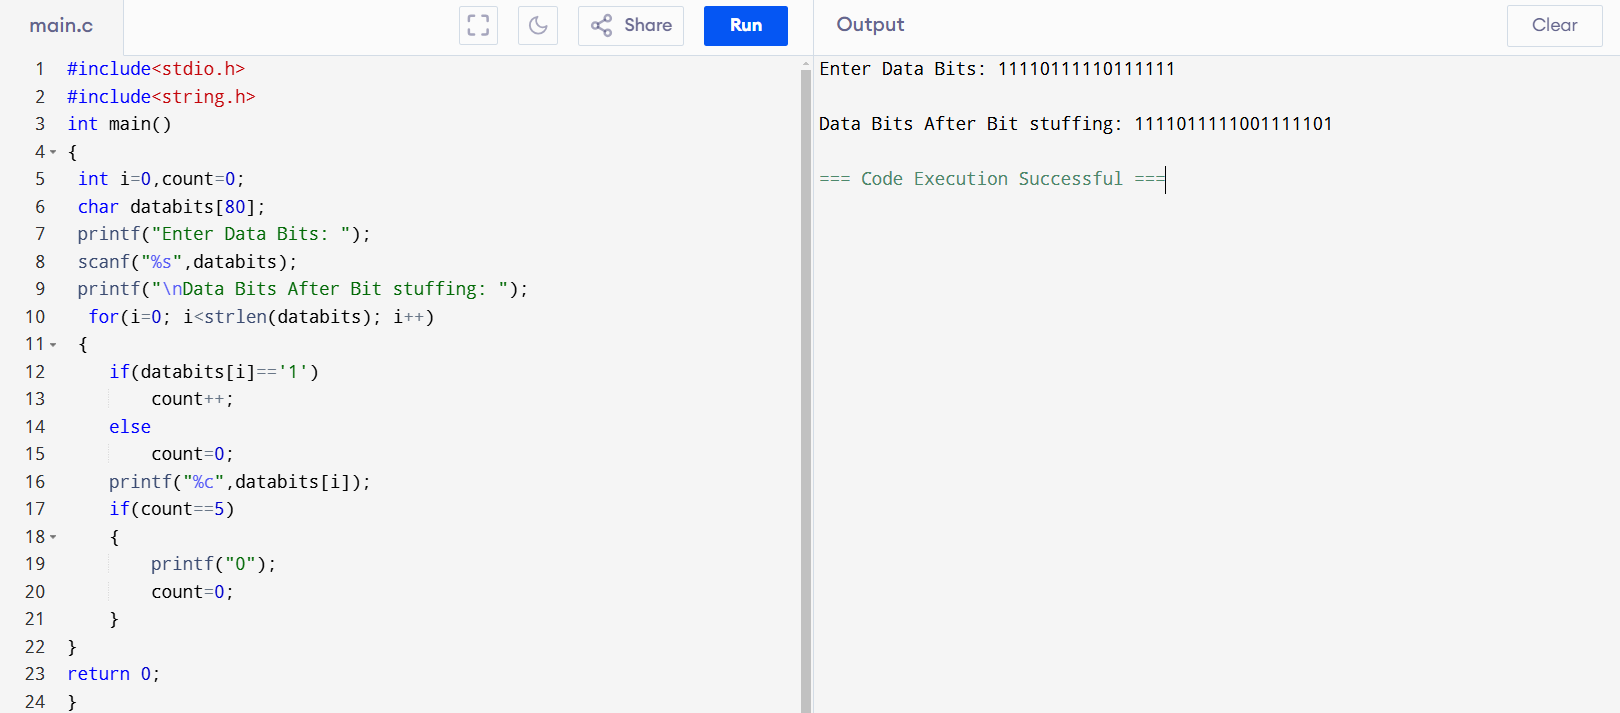 main.c
Share
Run
Output
Clear
1 #include<stdio.h>
2 #include<string.h>
3 int main()
4 {
5 int i=0,count=0;
6 char databits[80];
7 printf("Enter Data Bits: ");
8 scanf("%s",databits);
9 printf("\nData Bits After Bit stuffing: ");
10 for(i=0; i<strlen(databits); i++)
11 {
12 if(databits[i]=='1')
13 count++;
14 else
15 count=0;
16 printf("%c",databits[i]);
17 if(count==5)
18 {
19 printf("0");
20 count=0;
21 }
22 }
23 return 0;
24 }
Enter Data Bits: 11110111110111111
Data Bits After Bit stuffing: 1111011111001111101
=== Code Execution Successful ===